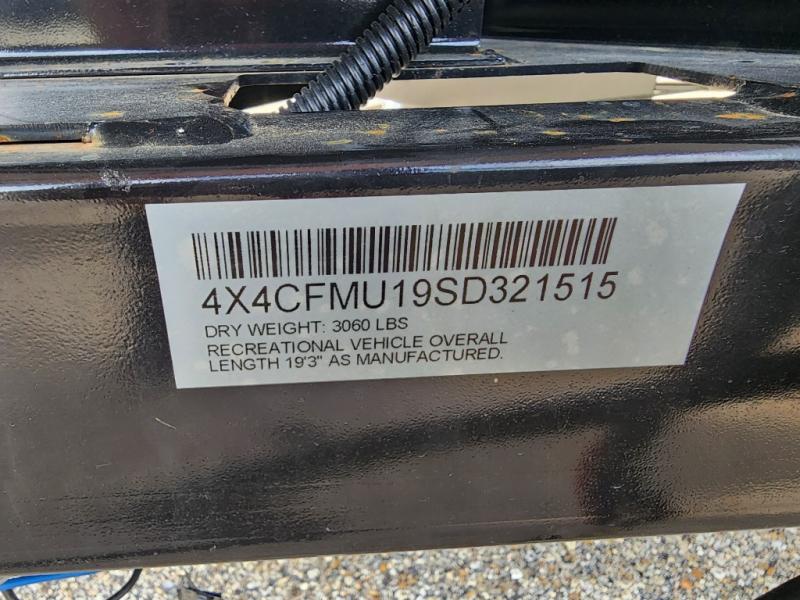 4X4CFMU19SD321515
DRY WEIGHT: 3060 LBS
RECREATIONAL VEHICLE OVERALL
LENGTH 19'3" AS MANUFACTURED.